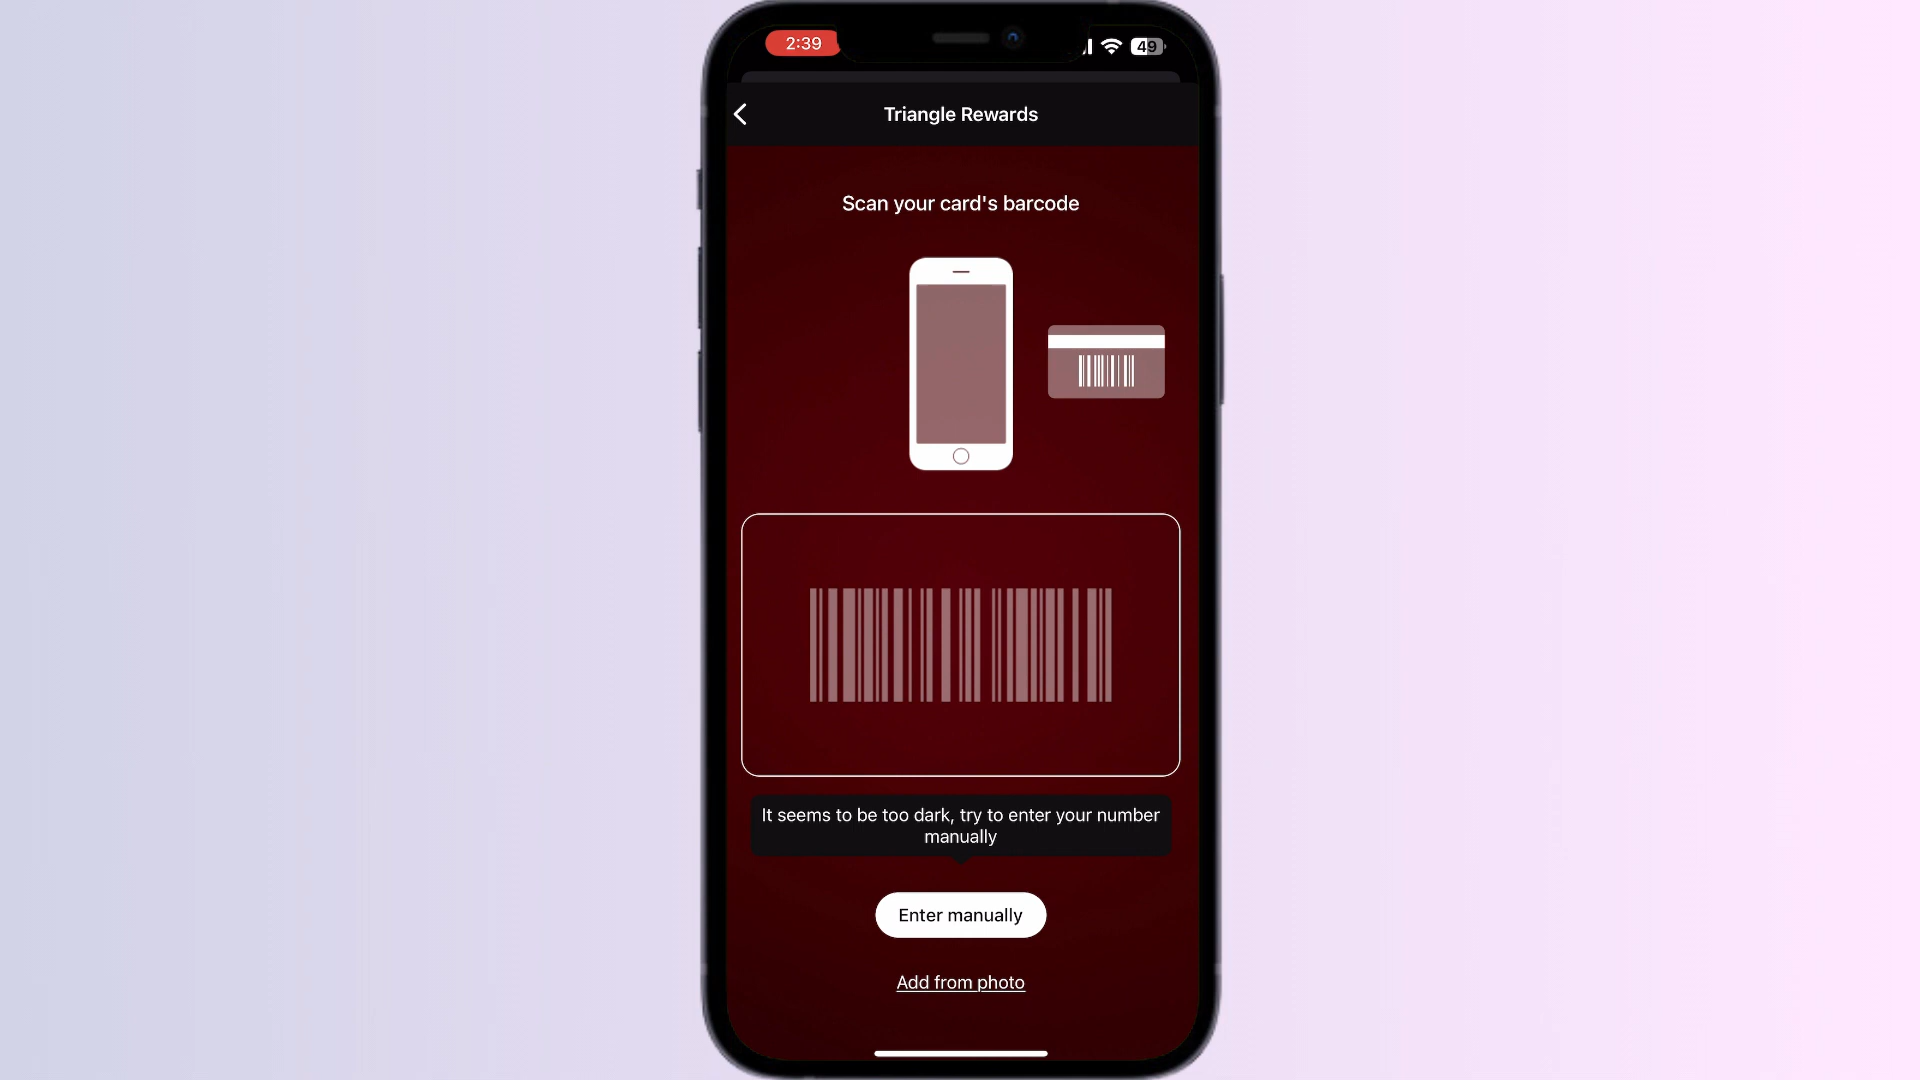 2:39
49
Triangle Rewards
Scan your card's barcode
It seems to be too dark, try to enter your number
manually
Enter manually
Add from photo